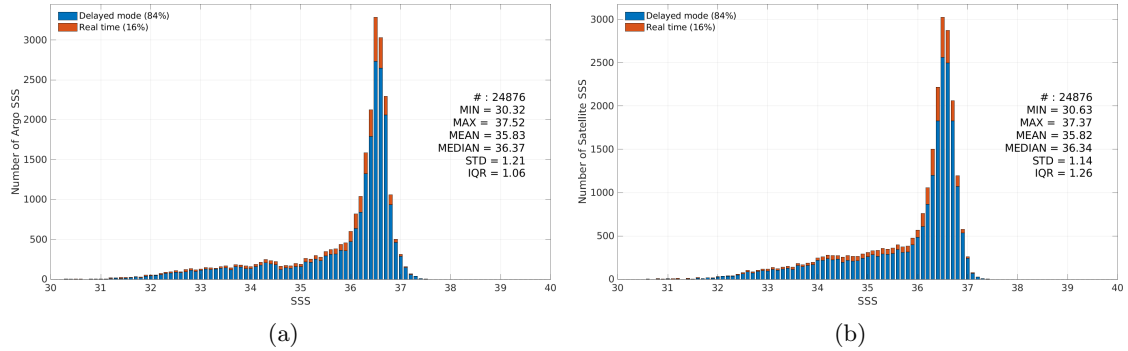 Delayed mode (84%)
Real time (16%)
3000
2500
2000
1500
1000
500
0
Number of Argo SSS
# : 24876
MIN = 30.32
MAX = 37.52
MEAN = 35.83
MEDIAN = 36.37
STD = 1.21
IQR = 1.06
30 31 32 33 34 35 36 37 38 39 40
SSS
(a)
Delayed mode (84%)
Real time (16%)
3000
2500
2000
1500
1000
500
0
Number of Satellite SSS
# : 24876
MIN = 30.63
MAX = 37.37
MEAN = 35.82
MEDIAN = 36.34
STD = 1.14
IQR = 1.26
30 31 32 33 34 35 36 37 38 39 40
SSS
(b)